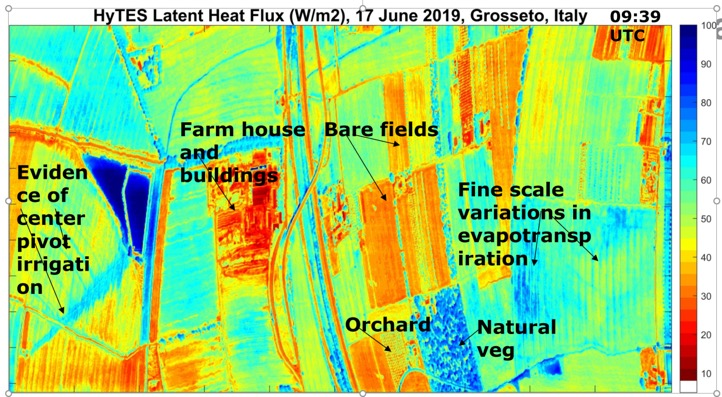 HyTES Latent Heat Flux (W/m2), 17 June 2019, Grosseto, Italy
09:39
UTC
100
90
80
70
60
50
40
30
20
10
Farm house
and
buildings
Bare fields
Eviden
ce of
center
pivot
irrigati
on
Fine scale
variations in
evapotransp
iration
Orchard
Natural
veg